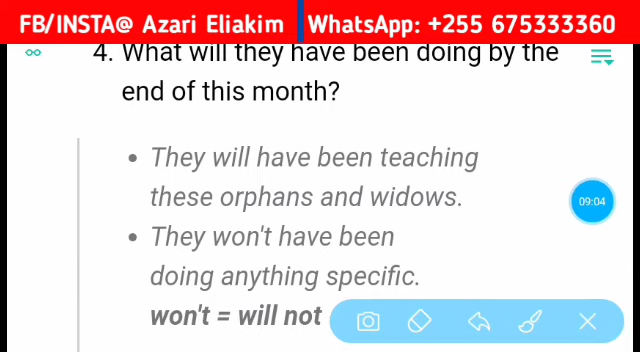 FB/INSTA@ Azari Eliakim WhatsApp: +255 675333360
4. What will they have been doing by the
end of this month?
• They will have been teaching
these orphans and widows.
09:04
• They won't have been
doing anything specific.
won't = will not